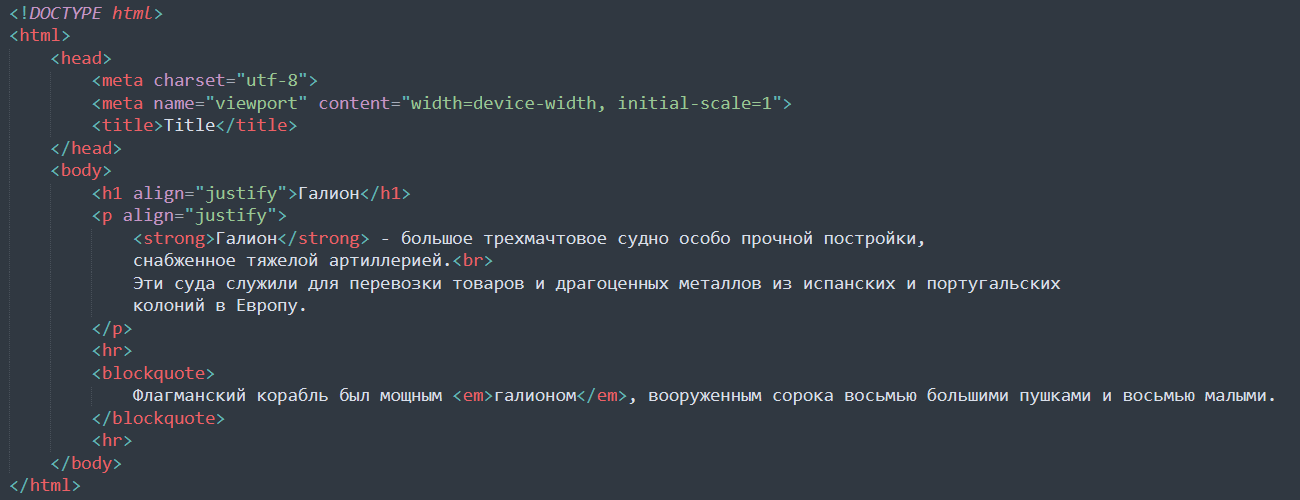 <!DOCTYPE html>
<html>
    <head>
        <meta charset="utf-8">
        <meta name="viewport" content="width=device-width, initial-scale=1">
        <title>Title</title>
    </head>
    <body>
        <h1 align="justify">Галион</h1>
        <p align="justify">
            <strong>Галион</strong> - большое трехмачтовое судно особо прочной постройки,
            снабженное тяжелой артиллерией.<br>
            Эти суда служили для перевозки товаров и драгоценных металлов из испанских и португальских
            колоний в Европу.
        </p>
        <hr>
        <blockquote>
            Флагманский корабль был мощным <em>галионом</em>, вооруженным сорока восьмью большими пушками и восьмью малыми.
        </blockquote>
        <hr>
    </body>
</html>